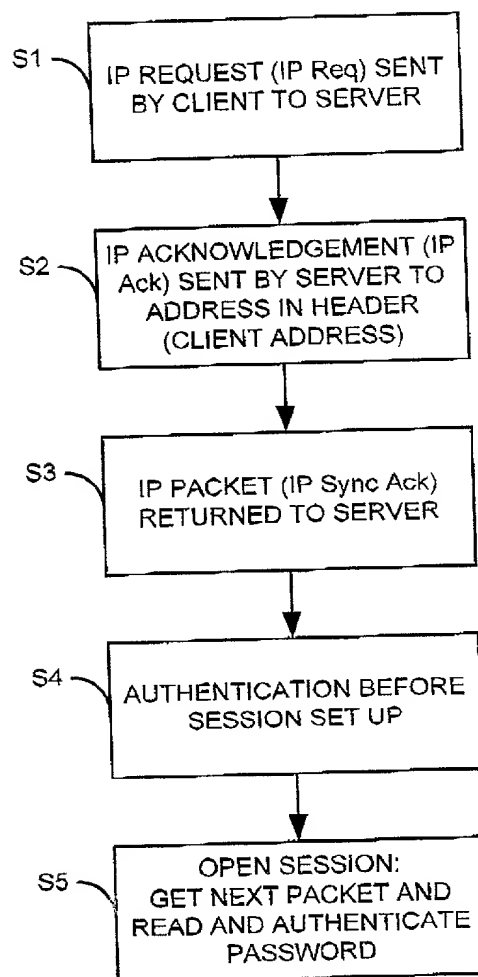 S1
IP REQUEST (IP Req) SENT
BY CLIENT TO SERVER
S2
IP ACKNOWLEDGEMENT (IP
Ack) SENT BY SERVER TO
ADDRESS IN HEADER
(CLIENT ADDRESS)
S3
IP PACKET (IP Sync Ack)
RETURNED TO SERVER
S4
AUTHENTICATION BEFORE
SESSION SET UP
S5
OPEN SESSION:
GET NEXT PACKET AND
READ AND AUTHENTICATE
PASSWORD